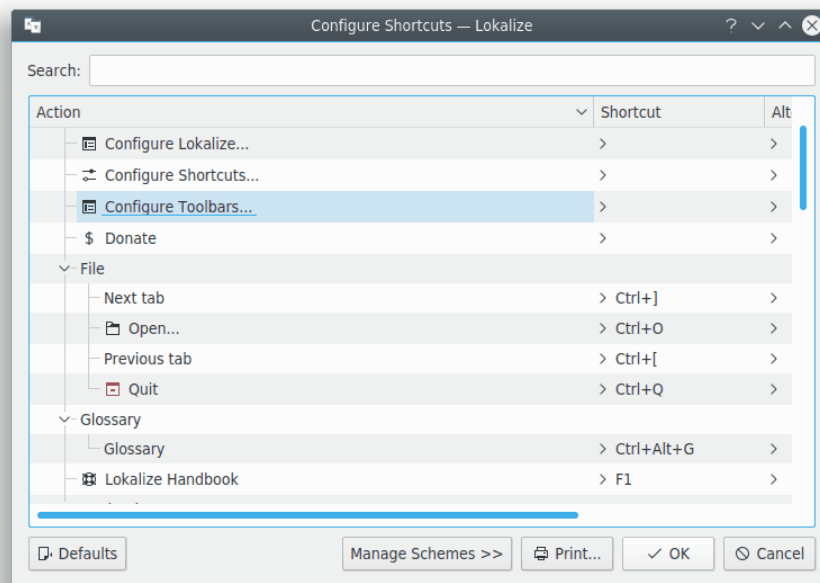 Configure Shortcuts — Lokalize
Search:
Action Shortcut Alt
Configure Lokalize...
Configure Shortcuts...
Configure Toolbars...
$ Donate
File
Next tab Ctrl+]
Open... Ctrl+O
Previous tab Ctrl+[
Quit Ctrl+Q
Glossary
Glossary Ctrl+Alt+G
Lokalize Handbook F1
Defaults Manage Schemes >> Print... OK Cancel